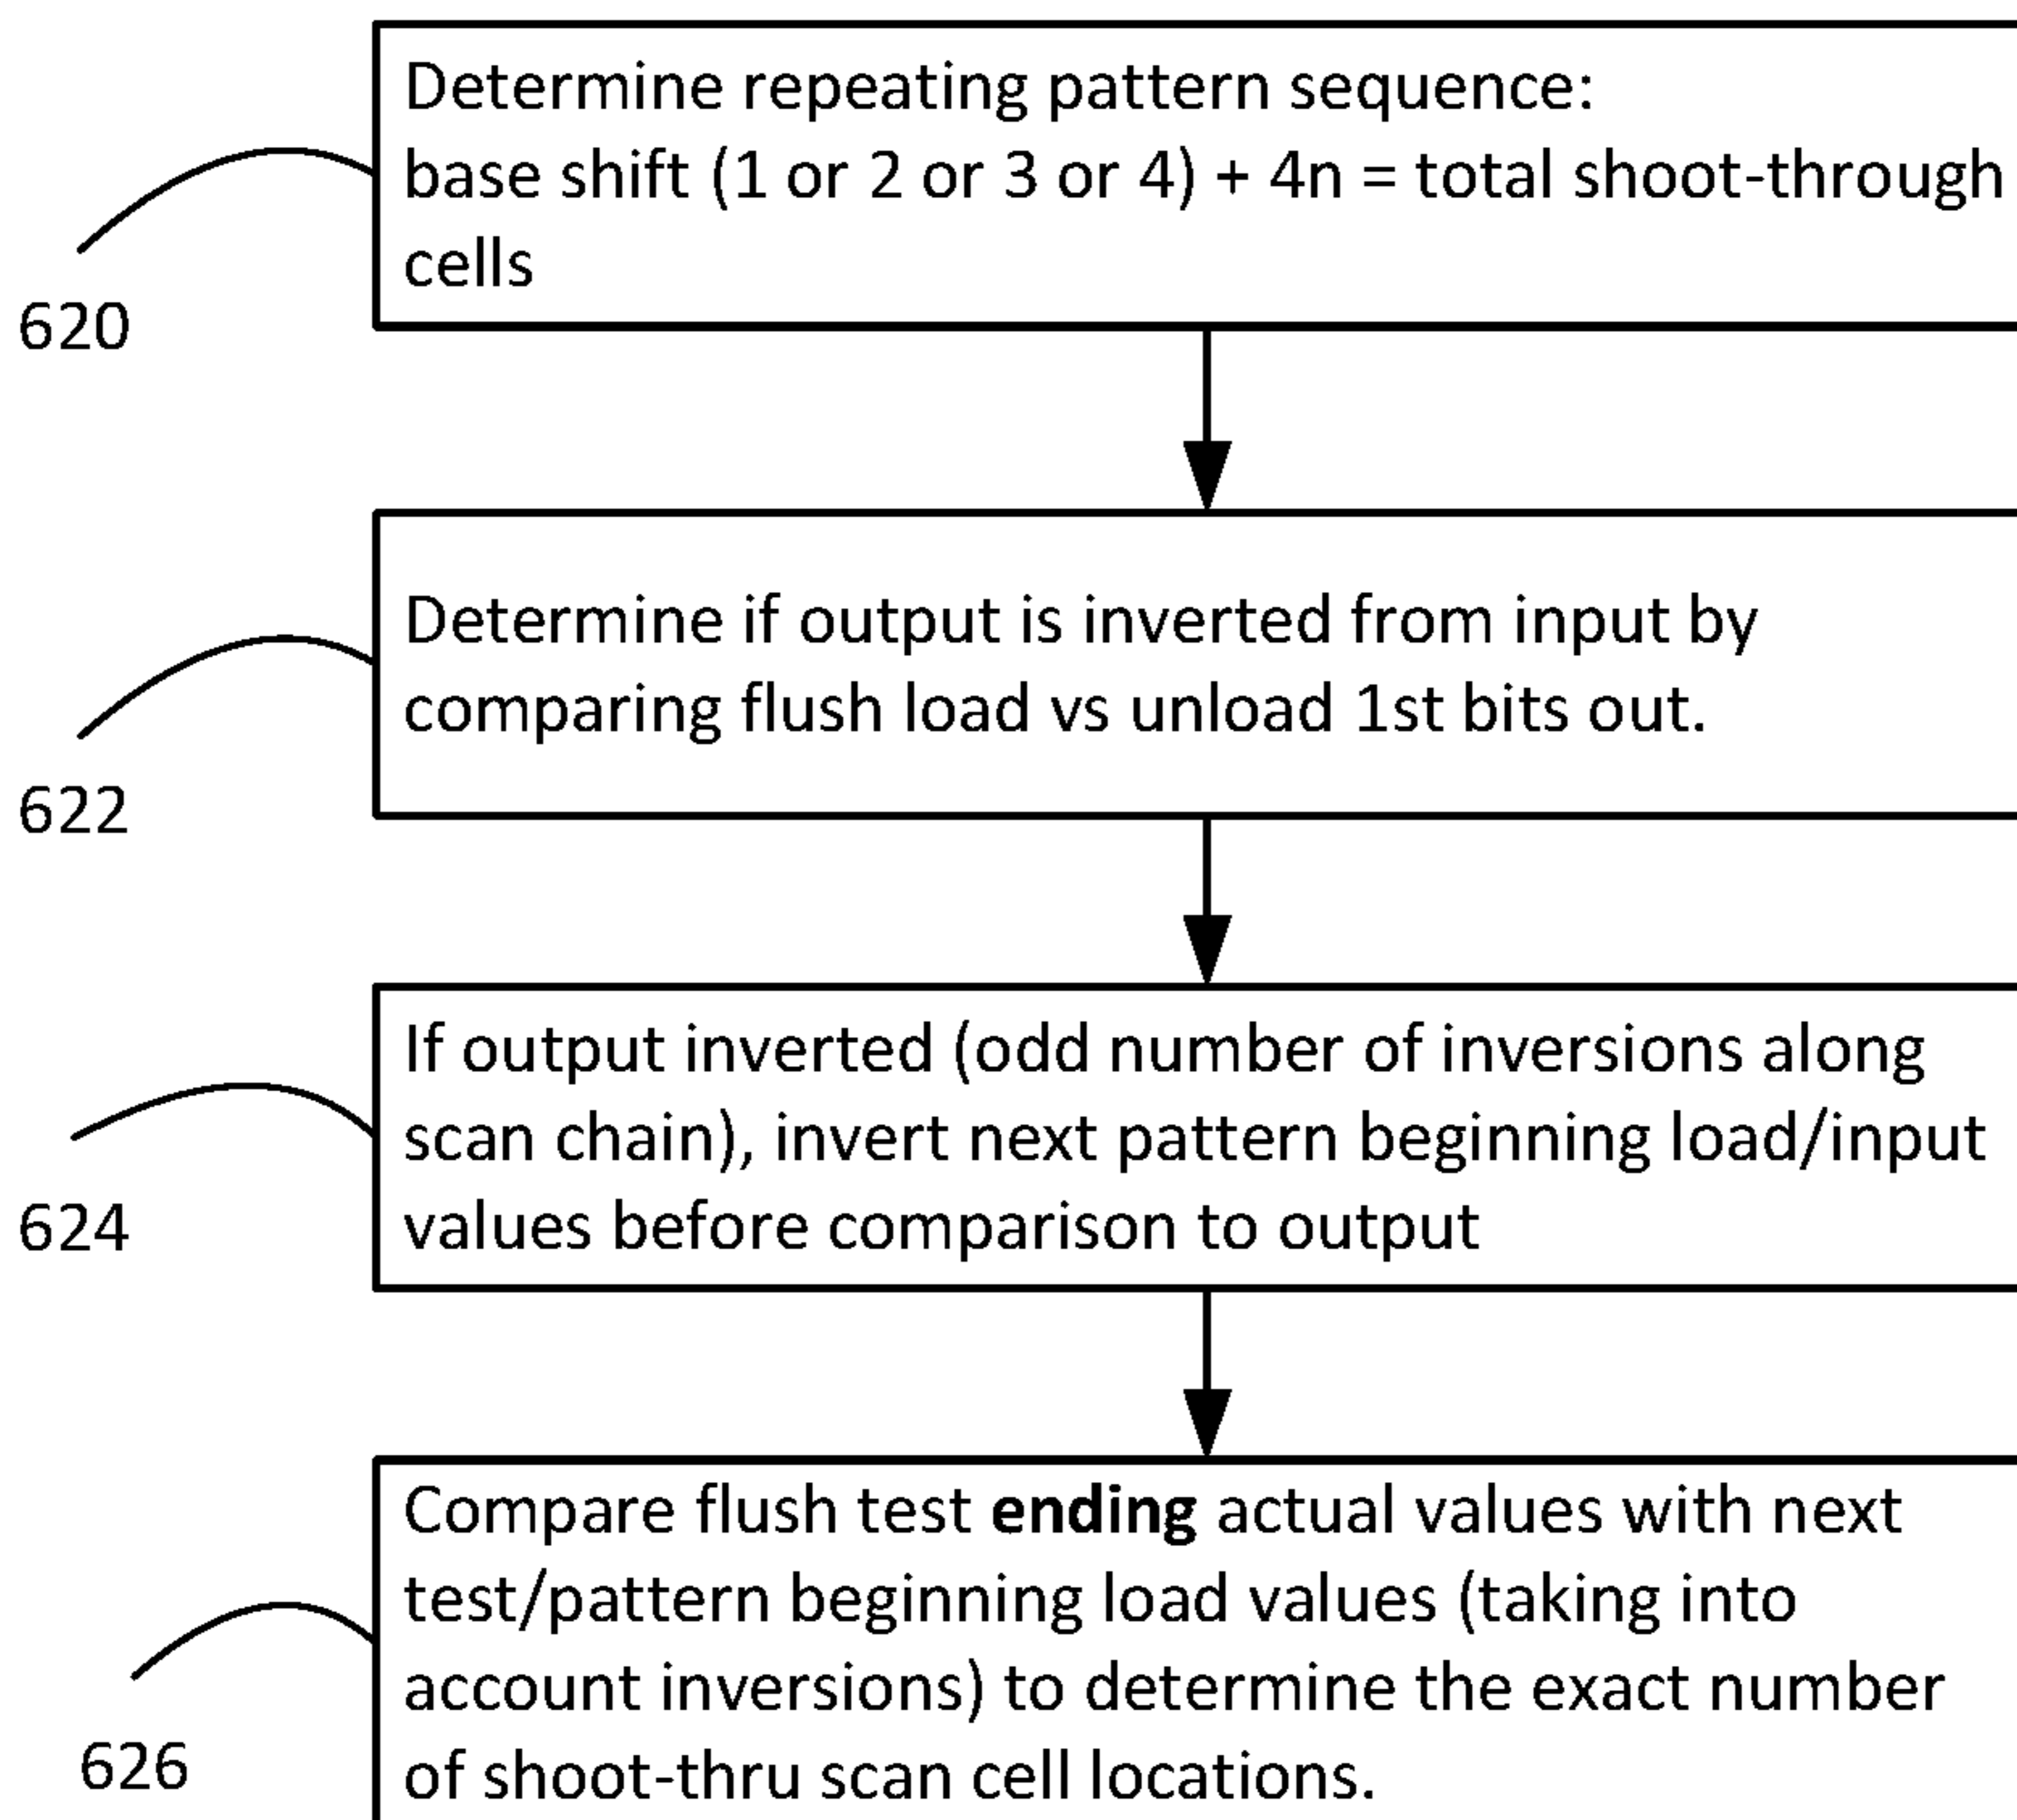 Determine repeating pattern sequence:
base shift (1 or 2 or 3 or 4) + 4n = total shoot-through
cells
620
Determine if output is inverted from input by
comparing flush load vs unload 1st bits out.
622
If output inverted (odd number of inversions along
scan chain), invert next pattern beginning load/input
values before comparison to output
624
Compare flush test ending actual values with next
test/pattern beginning load values (taking into
account inversions) to determine the exact number
of shoot-thru scan cell locations.
626